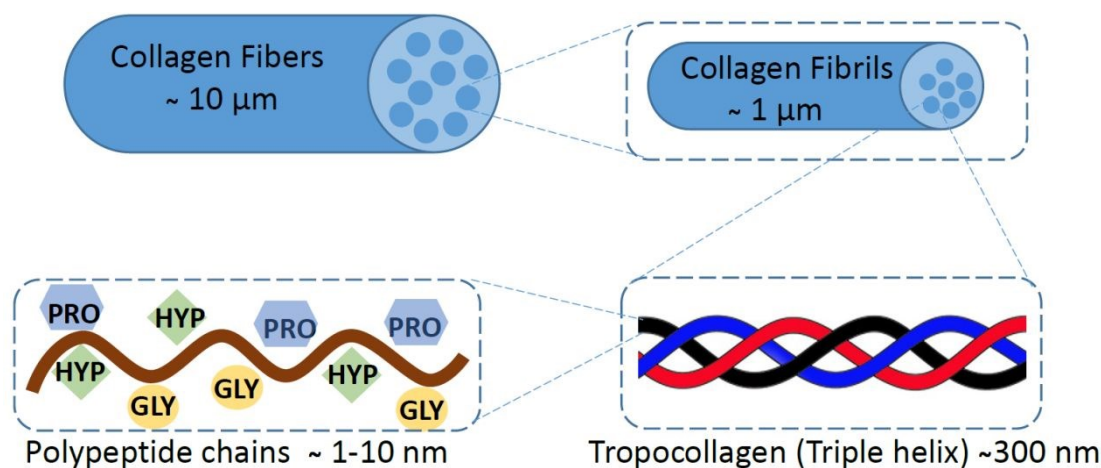 Collagen Fibers
~ 10 µm
Collagen Fibrils
~ 1 µm
PRO
HYP
PRO
PRO
HYP
GLY
GLY
HYP
GLY
Polypeptide chains ~ 1-10 nm
Tropocollagen (Triple helix) ~300 nm